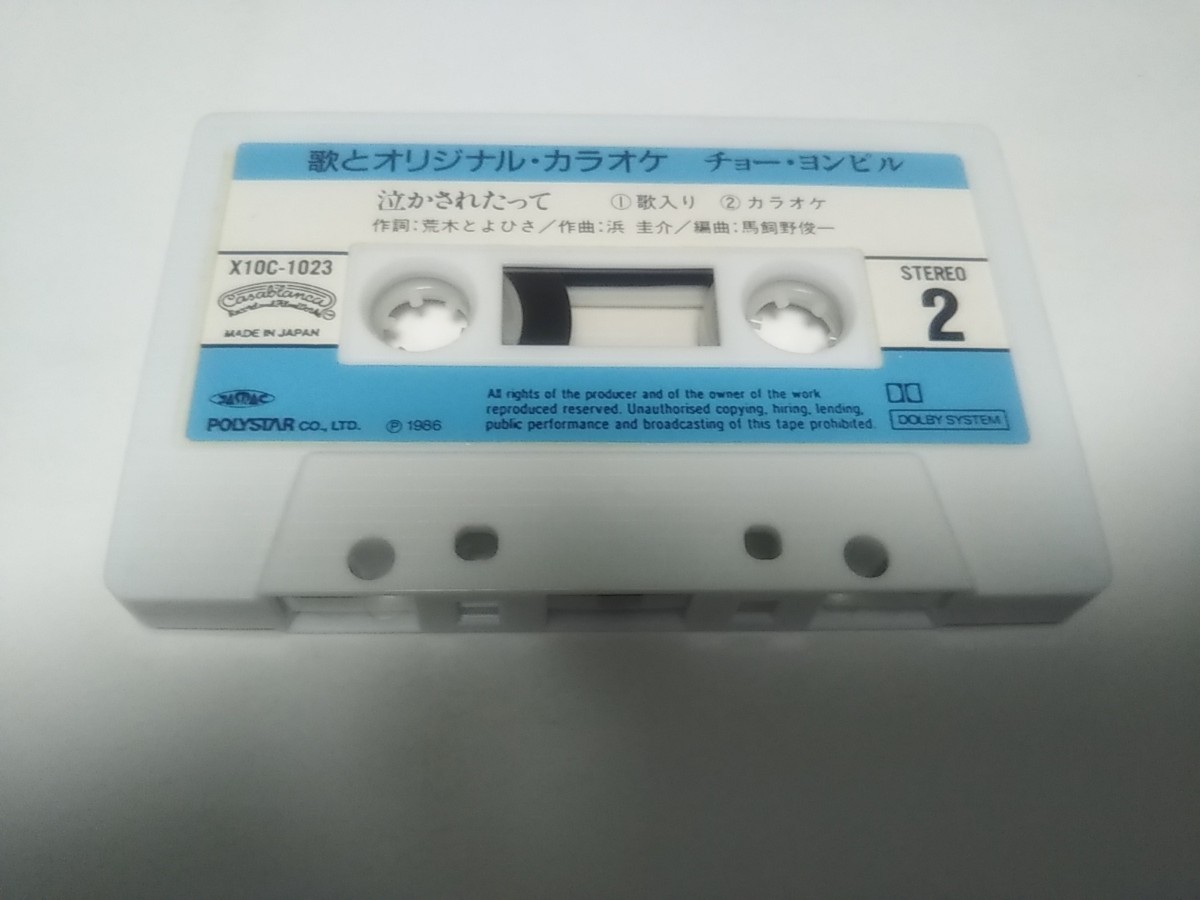 歌とオリジナル・カラオケ チョー・ヨンピル
泣かされたって ①歌入り ②カラオケ
作詞:荒木とよひさ/作曲:浜 圭介/編曲:馬飼野俊一
X10C-1023
Casablanca
MADE IN JAPAN
STEREO
2
POLYSTAR CO., LTD. Ⓟ 1986
All rights of the producer and of the owner of the work
reproduced reserved. Unauthorised copying, hiring, lending,
public performance and broadcasting of this tape prohibited.
DOLBY SYSTEM